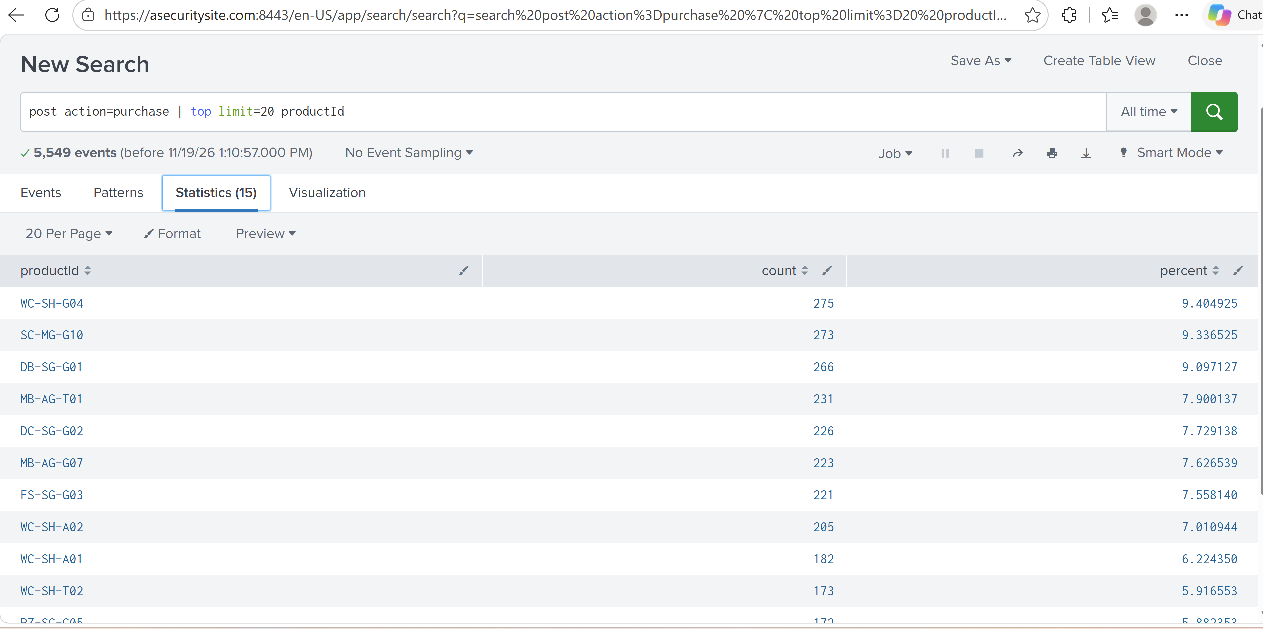 https://asecuritysite.com:8443/en-US/app/search/search?q=search%20post%20action%3Dpurchase%20%7C%20top%20limit%3D20%20productI...
Chat
New Search
Save As
Create Table View
Close
post action=purchase | top limit=20 productId
All time
5,549 events (before 11/19/26 1:10:57.000 PM)
No Event Sampling
Job
Smart Mode
Events
Patterns
Statistics (15)
Visualization
20 Per Page
Format
Preview
productId count percent
WC-SH-G04 275 9.404925
SC-MG-G10 273 9.336525
DB-SG-G01 266 9.097127
MB-AG-T01 231 7.900137
DC-SG-G02 226 7.729138
MB-AG-G07 223 7.626539
FS-SG-G03 221 7.558140
WC-SH-A02 205 7.010944
WC-SH-A01 182 6.224350
WC-SH-T02 173 5.916553